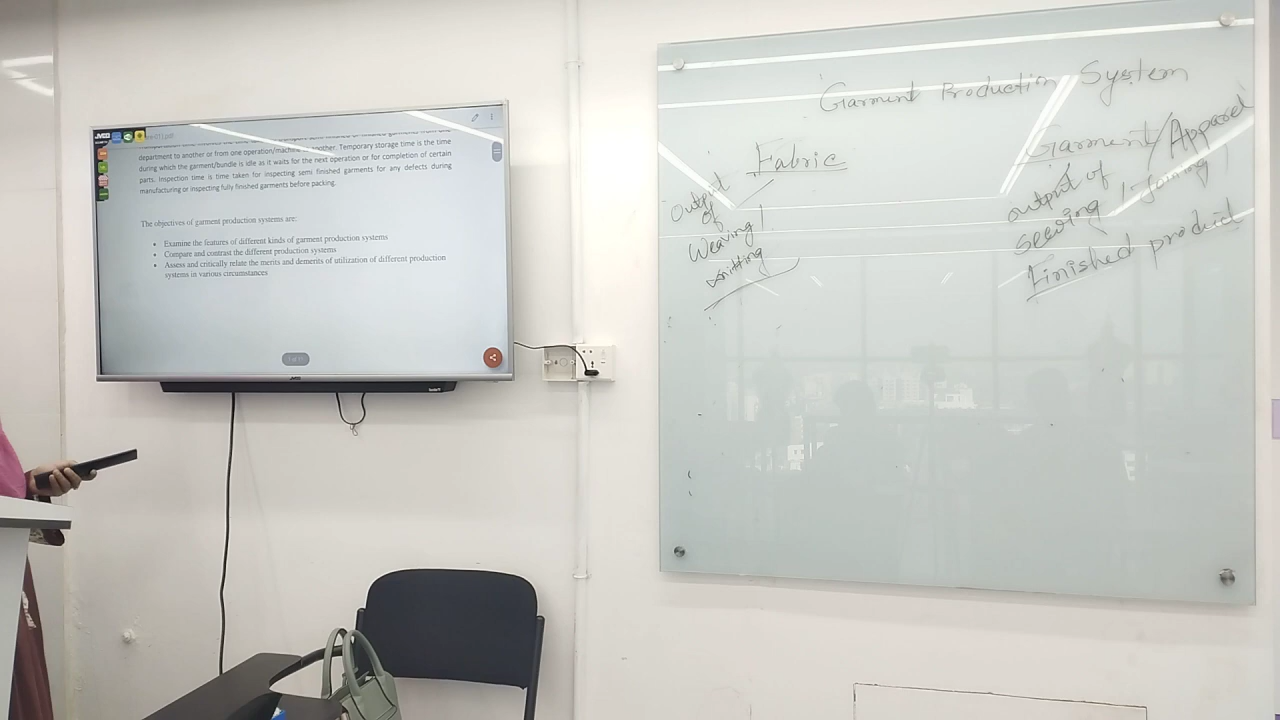 JVCO
department to another or from one operation/machine to another. Temporary storage time is the time
during which the garment/bundle is idle as it waits for the next operation or for completion of certain
parts. Inspection time is time taken for inspecting semi finished garments for any defects during
manufacturing or inspecting fully finished garments before packing.
The objectives of garment production systems are:
• Examine the features of different kinds of garment production systems
• Compare and contrast the different production systems
• Assess and critically relate the merits and demerits of utilization of different production
systems in various circumstances
Garment Production System
Fabric
Output
of
Weaving/
knitting
Garment/Apparel
output of
sewing / Joining /
Finished product